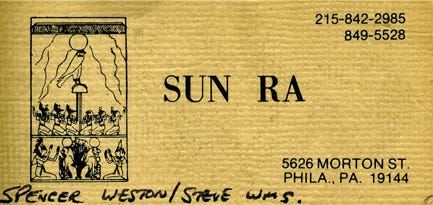 215-842-2985
849-5528
SUN RA
5626 MORTON ST.
PHILA., PA. 19144
SPENCER WESTON/STEVE WMS.